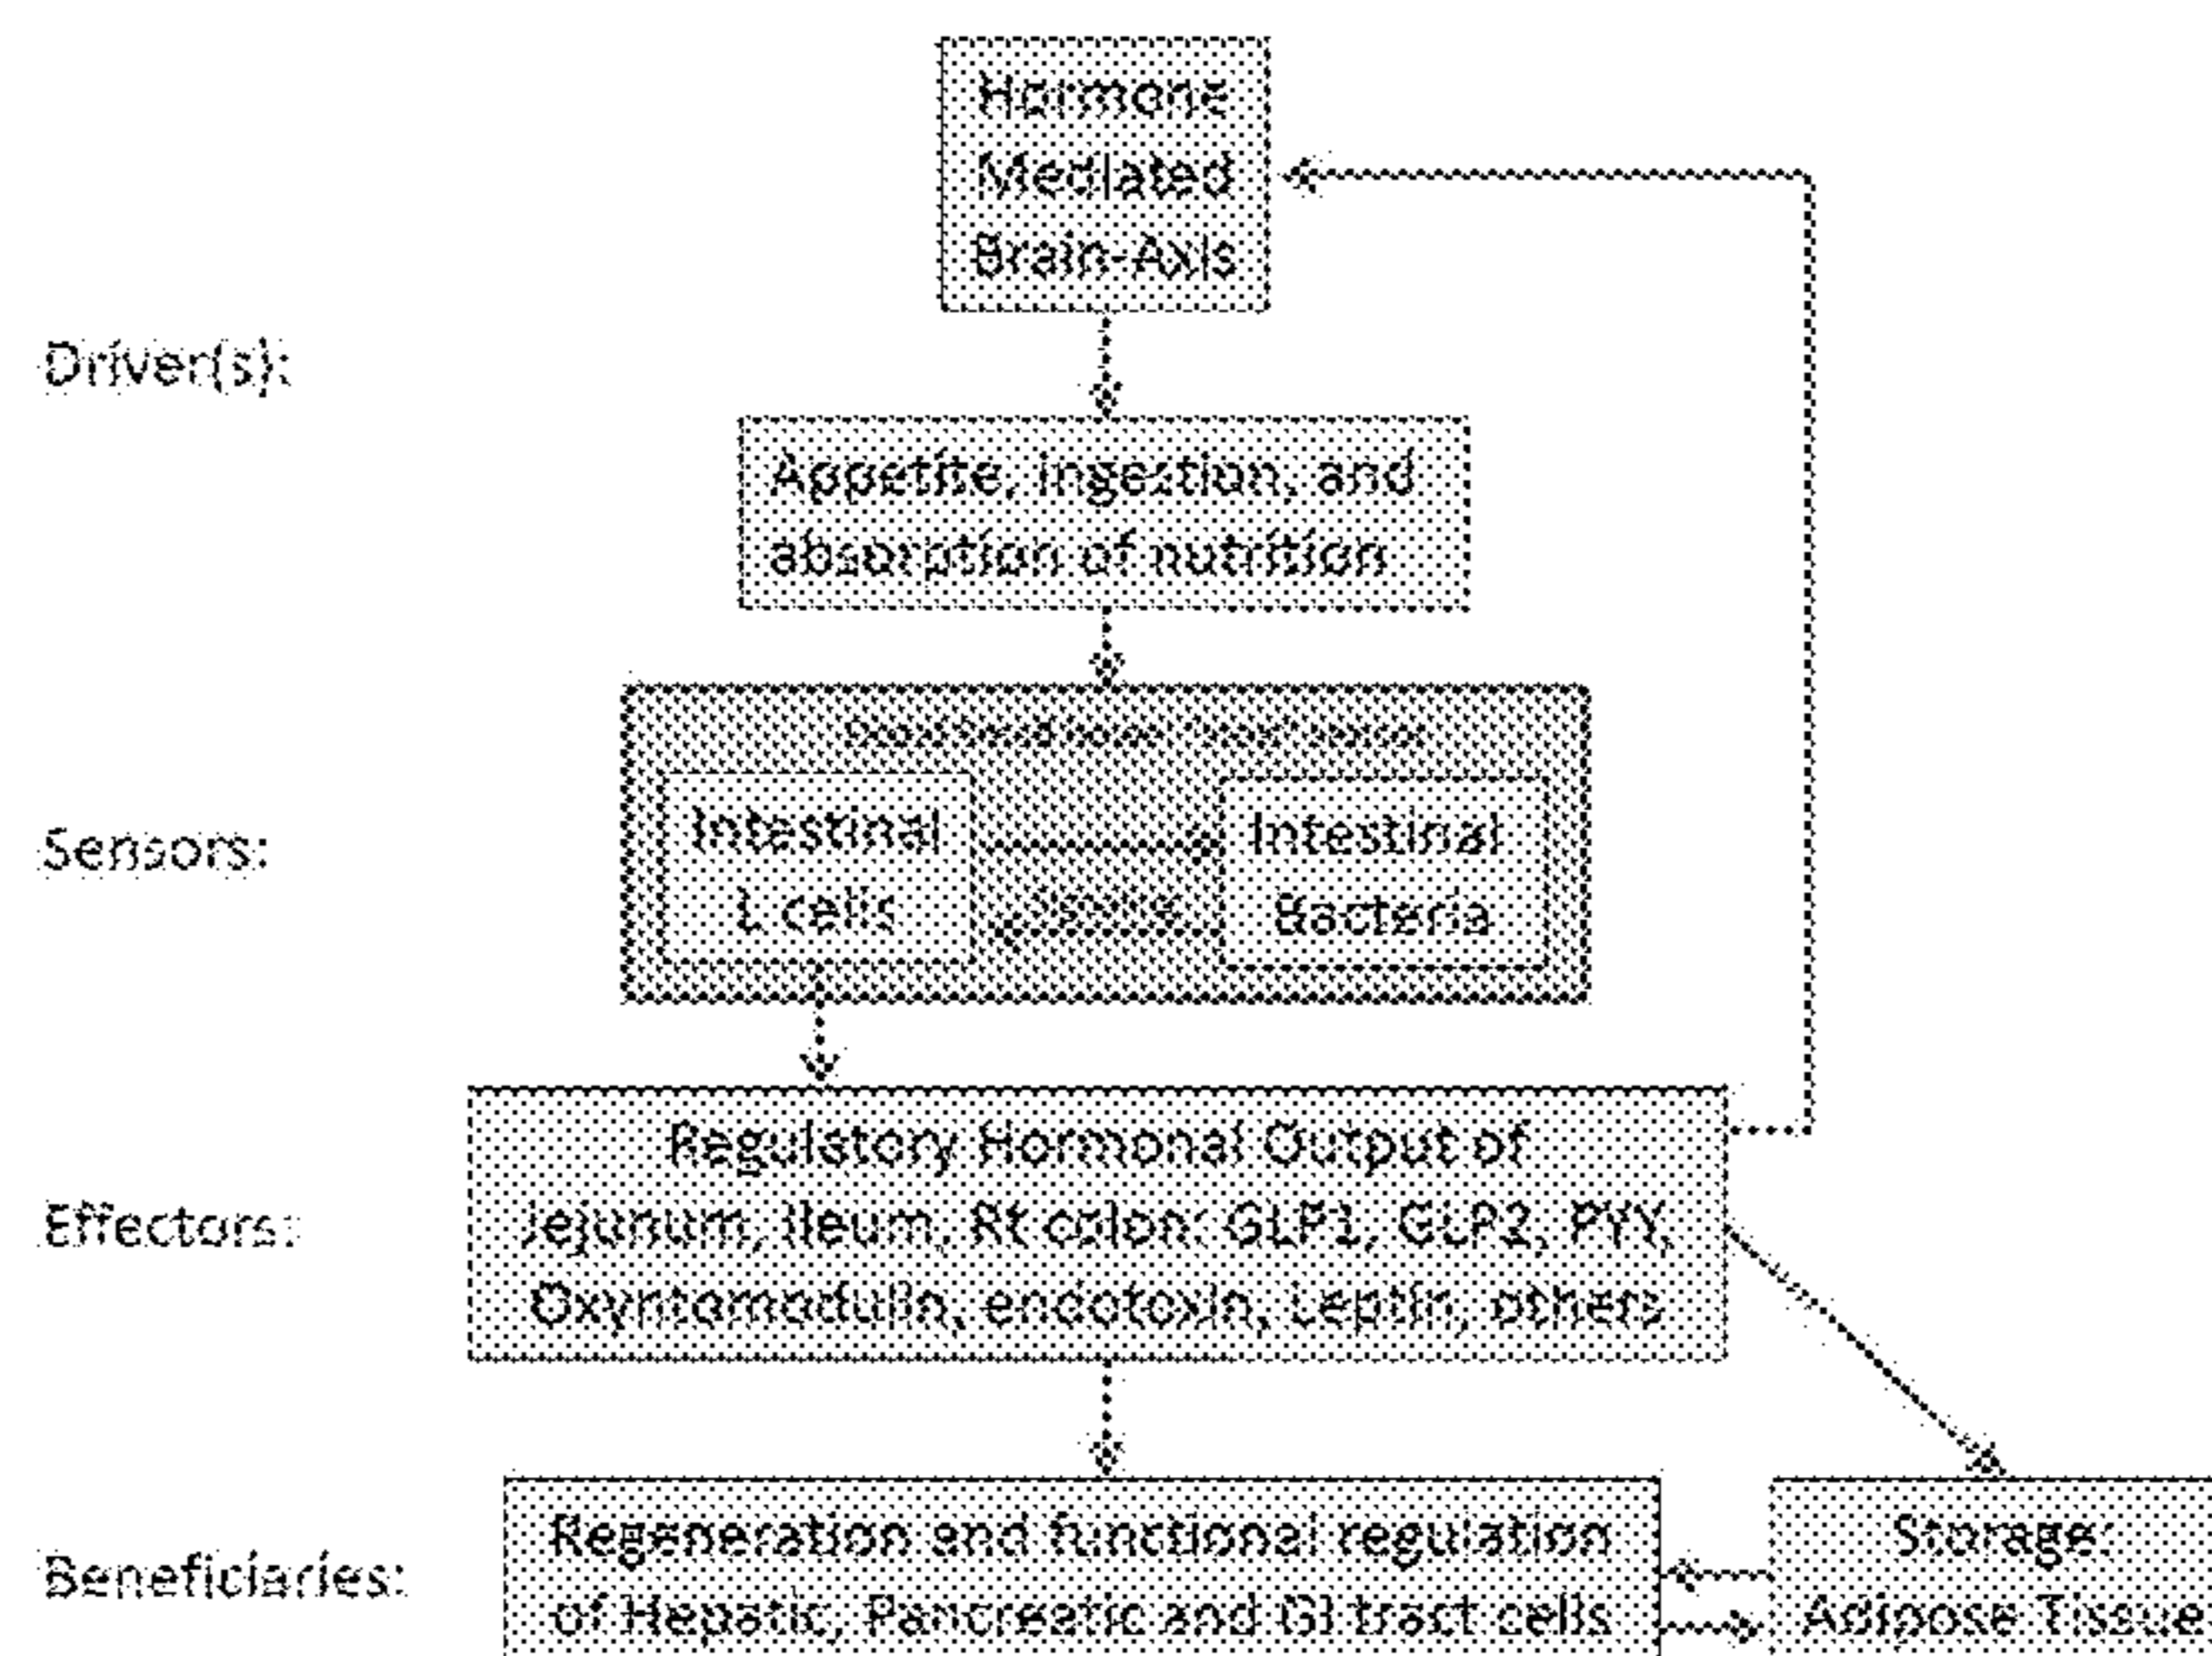 Hormone
Mediated
Brain-Axis
Driver(s):
Appetite, ingestion, and
absorption of nutrition
Sensors:
Intestinal
L cells
Intestinal
Bacteria
Effectors:
Regulatory Hormonal Output of
Jejunum, Ileum, Rt colon: GLP1, GLP2, PYY,
Oxyntomodulin, endotoxin, Leptin, others
Beneficiaries:
Regeneration and functional regulation
of Hepatic, Pancreatic and GI tract cells
Storage:
Adipose Tissue